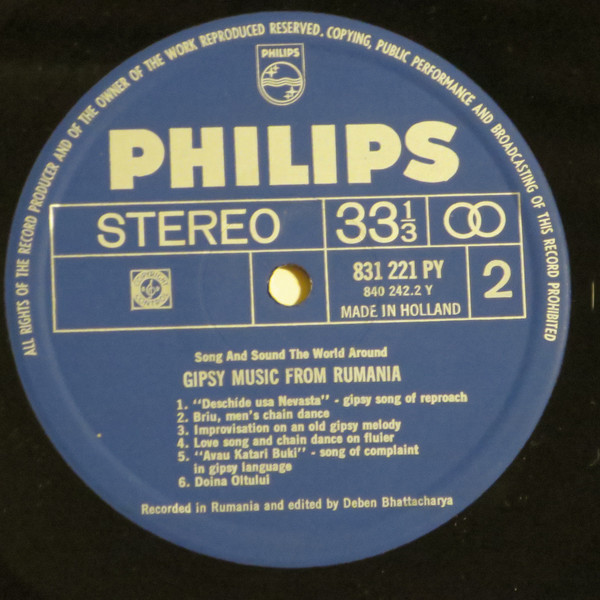 ALL RIGHTS OF THE RECORD PRODUCER AND OF THE OWNER OF THE WORK REPRODUCED RESERVED. COPYING, PUBLIC PERFORMANCE AND BROADCASTING OF THIS RECORD PROHIBITED
PHILIPS
PHILIPS
STEREO
33 1/3
831 221 PY
840 242.2 Y
MADE IN HOLLAND
2
Song And Sound The World Around
GIPSY MUSIC FROM RUMANIA
1. "Deschide usa Nevasta" - gipsy song of reproach
2. Briu, men's chain dance
3. Improvisation on an old gipsy melody
4. Love song and chain dance on fluier
5. "Avau Katari Buki" - song of complaint
in gipsy language
6. Doina Oltului
Recorded in Rumania and edited by Deben Bhattacharya